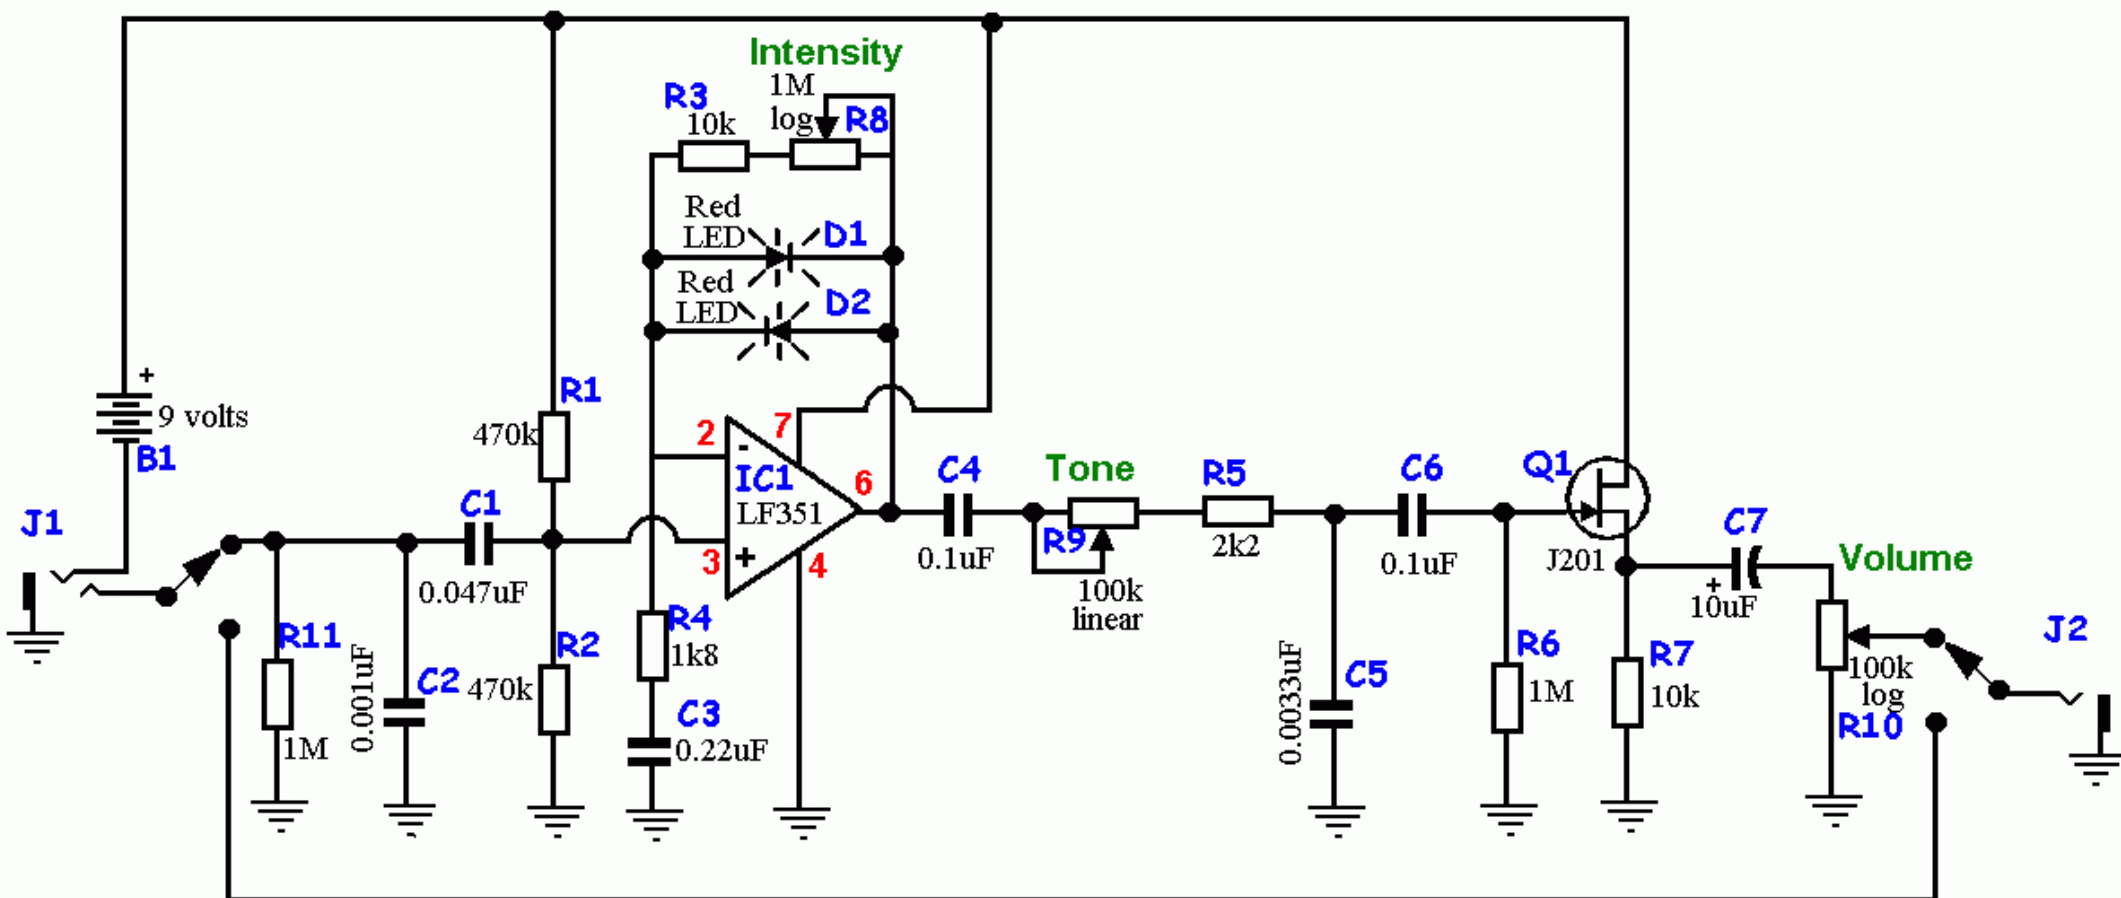 Intensity
1M
log
R8
R3
10k
Red
LED
D1
Red
LED
D2
+
9 volts
B1
R1
470k
2
7
-
IC1
LF351
6
3
+
4
J1
C1
0.047uF
C4
0.1uF
Tone
R9
100k
linear
R5
2k2
C6
0.1uF
Q1
J201
C7
+
10uF
Volume
R11
1M
0.001uF
C2
R2
470k
R4
1k8
C3
0.22uF
0.0033uF
C5
R6
1M
R7
10k
100k
log
R10
J2